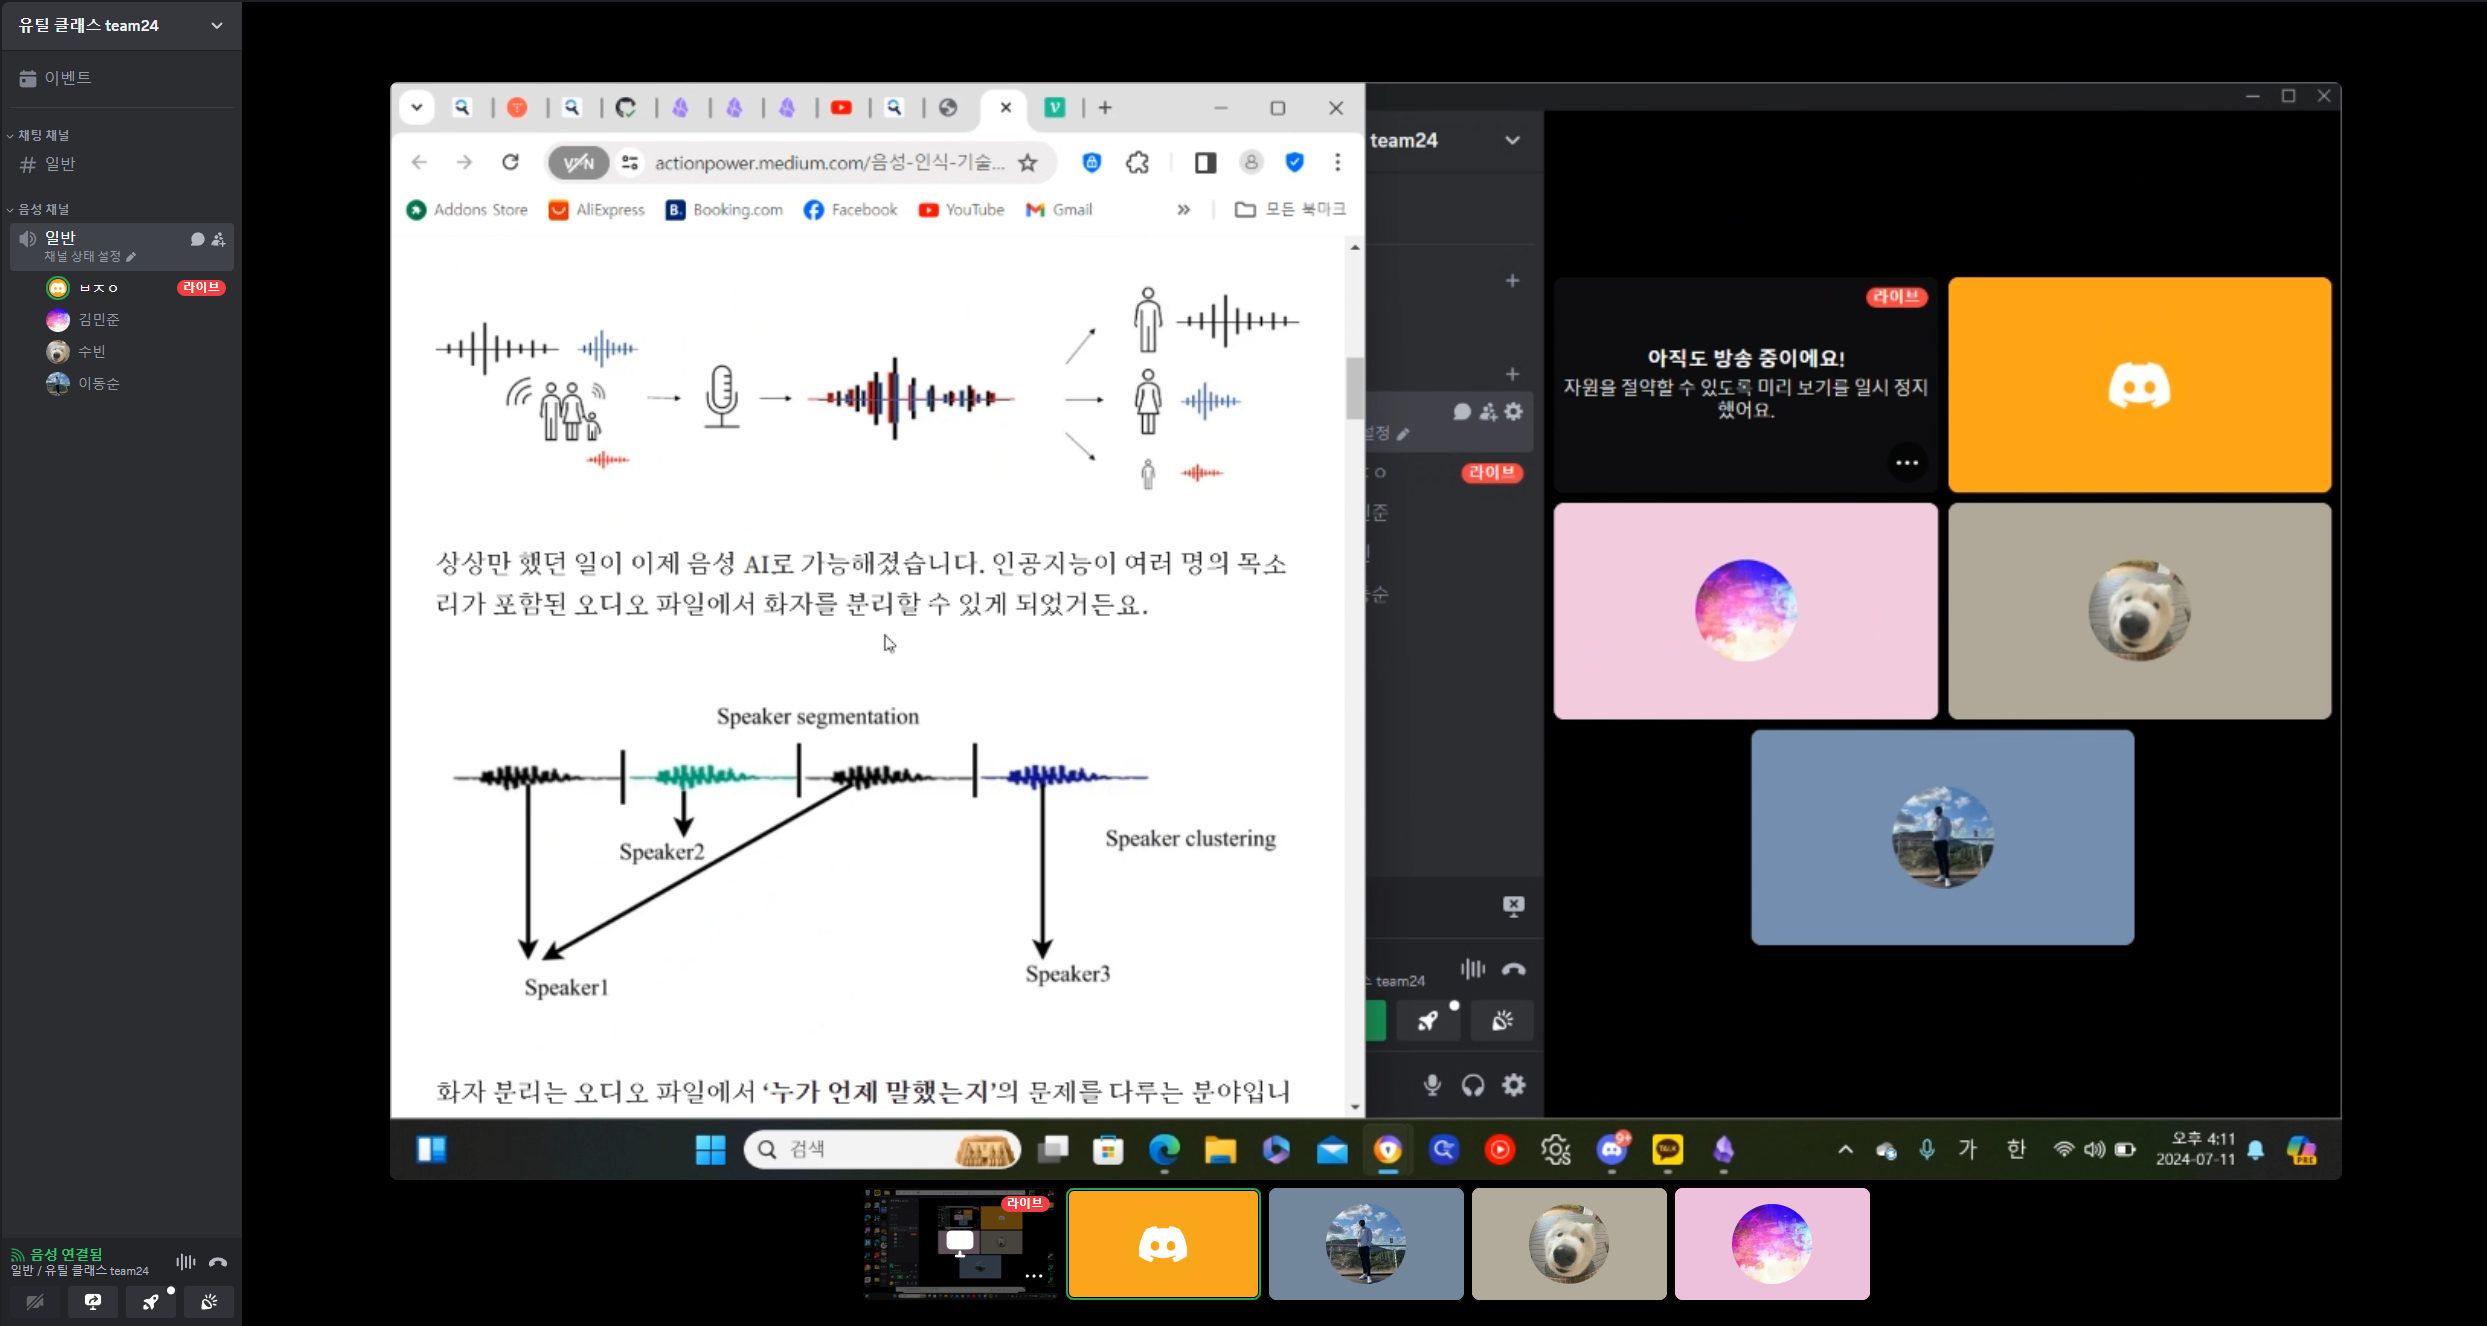 유틸 클래스 team24
이벤트
채팅 채널
일반
음성 채널
일반
채널 상태 설정
ㅂㅈㅇ
라이브
김민준
수빈
이동순
음성 연결됨
일반 / 유틸 클래스 team24
VPN
actionpower.medium.com/음성-인식-기술...
Addons Store
AliExpress
B.
Booking.com
Facebook
YouTube
Gmail
모든 북마크
상상만 했던 일이 이제 음성 AI로 가능해졌습니다. 인공지능이 여러 명의 목소
리가 포함된 오디오 파일에서 화자를 분리할 수 있게 되었거든요.
Speaker segmentation
Speaker2
Speaker clustering
Speaker1
Speaker3
화자 분리는 오디오 파일에서 ‘누가 언제 말했는지’의 문제를 다루는 분야입니
team24
설정
ㅇ
라이브
민준
순
스 team24
라이브
아직도 방송 중이에요!
자원을 절약할 수 있도록 미리 보기를 일시 정지
했어요.
검색
9+
TALK
가
한
오후 4:11
2024-07-11
PRE
라이브